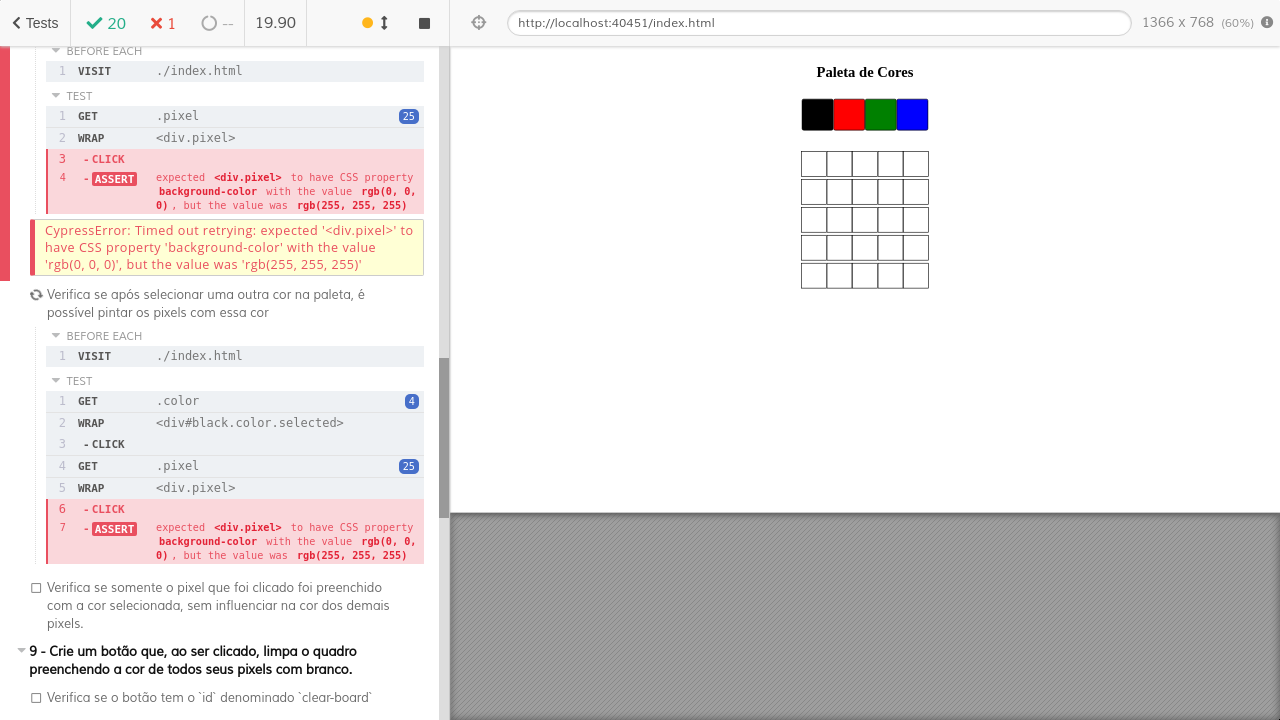 Tests
20
1
--
19.90
http://localhost:40451/index.html
1366 x 768 (60%)
BEFORE EACH
1 VISIT ./index.html
TEST
1 GET .pixel 25
2 WRAP <div.pixel>
3 - CLICK
4 - ASSERT expected <div.pixel> to have CSS property
background-color with the value rgb(0, 0,
0) , but the value was rgb(255, 255, 255)
CypressError: Timed out retrying: expected '<div.pixel>' to
have CSS property 'background-color' with the value
'rgb(0, 0, 0)', but the value was 'rgb(255, 255, 255)'
Verifica se após selecionar uma outra cor na paleta, é
possível pintar os pixels com essa cor
BEFORE EACH
1 VISIT ./index.html
TEST
1 GET .color 4
2 WRAP <div#black.color.selected>
3 - CLICK
4 GET .pixel 25
5 WRAP <div.pixel>
6 - CLICK
7 - ASSERT expected <div.pixel> to have CSS property
background-color with the value rgb(0, 0,
0) , but the value was rgb(255, 255, 255)
Verifica se somente o pixel que foi clicado foi preenchido
com a cor selecionada, sem influenciar na cor dos demais
pixels.
9 - Crie um botão que, ao ser clicado, limpa o quadro
preenchendo a cor de todos seus pixels com branco.
Verifica se o botão tem o `id` denominado `clear-board`
Paleta de Cores